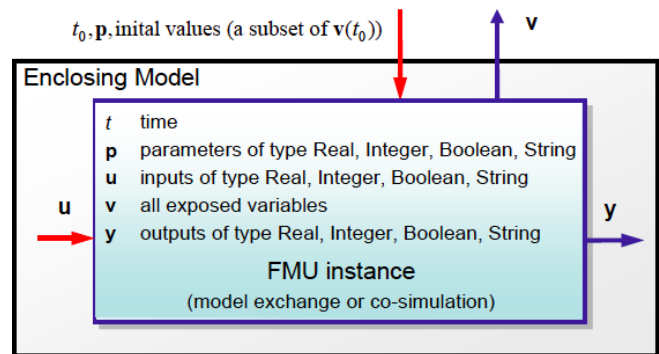 t₀, p, inital values (a subset of v(t₀))
v
Enclosing Model
t time
p parameters of type Real, Integer, Boolean, String
u inputs of type Real, Integer, Boolean, String
v all exposed variables
y outputs of type Real, Integer, Boolean, String
u
y
FMU instance
(model exchange or co-simulation)